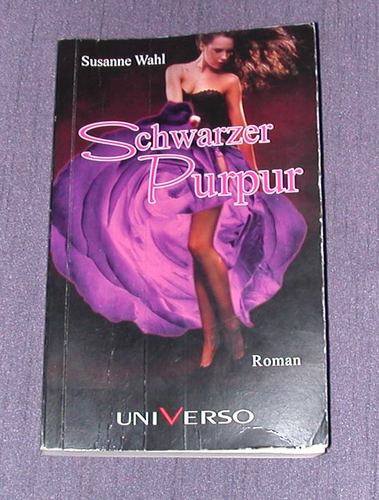 Susanne Wahl
Schwarzer
Purpur
Roman
UNIVERSO